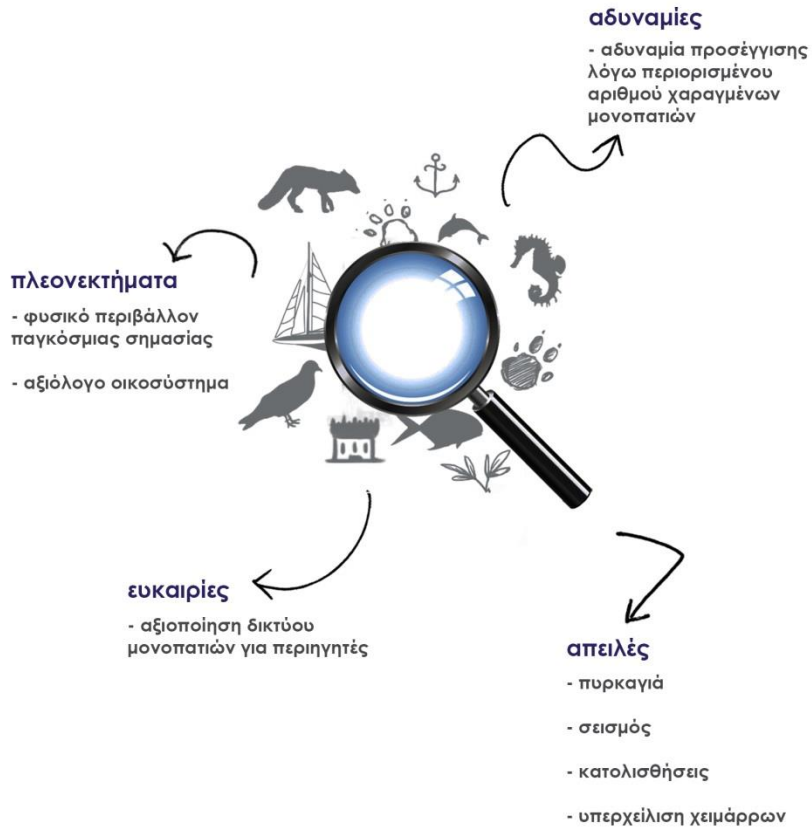 αδυναμίες
- αδυναμία προσέγγισης
λόγω περιορισμένου
αριθμού χαραγμένων
μονοπατιών
πλεονεκτήματα
- φυσικό περιβάλλον
παγκόσμιας σημασίας
- αξιόλογο οικοσύστημα
ευκαιρίες
- αξιοποίηση δικτύου
μονοπατιών για περιηγητές
απειλές
- πυρκαγιά
- σεισμός
- κατολισθήσεις
- υπερχείλιση χειμάρρων